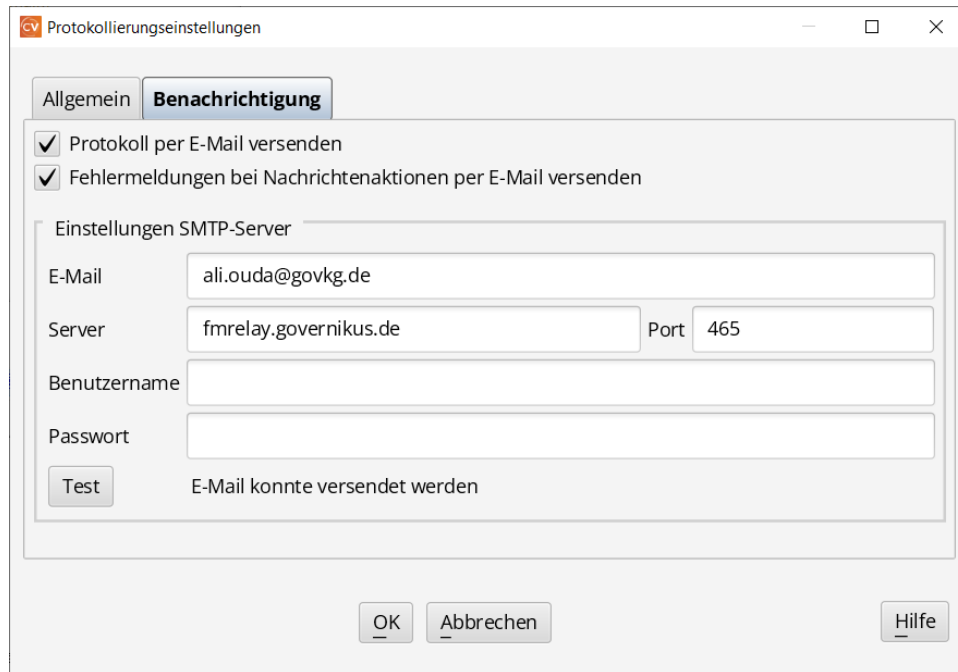 CV Protokollierungseinstellungen
Allgemein Benachrichtigung
Protokoll per E-Mail versenden
Fehlermeldungen bei Nachrichtenaktionen per E-Mail versenden
Einstellungen SMTP-Server
E-Mail ali.ouda@govkg.de
Server fmrelay.governikus.de Port 465
Benutzername
Passwort
Test E-Mail konnte versendet werden
OK Abbrechen Hilfe